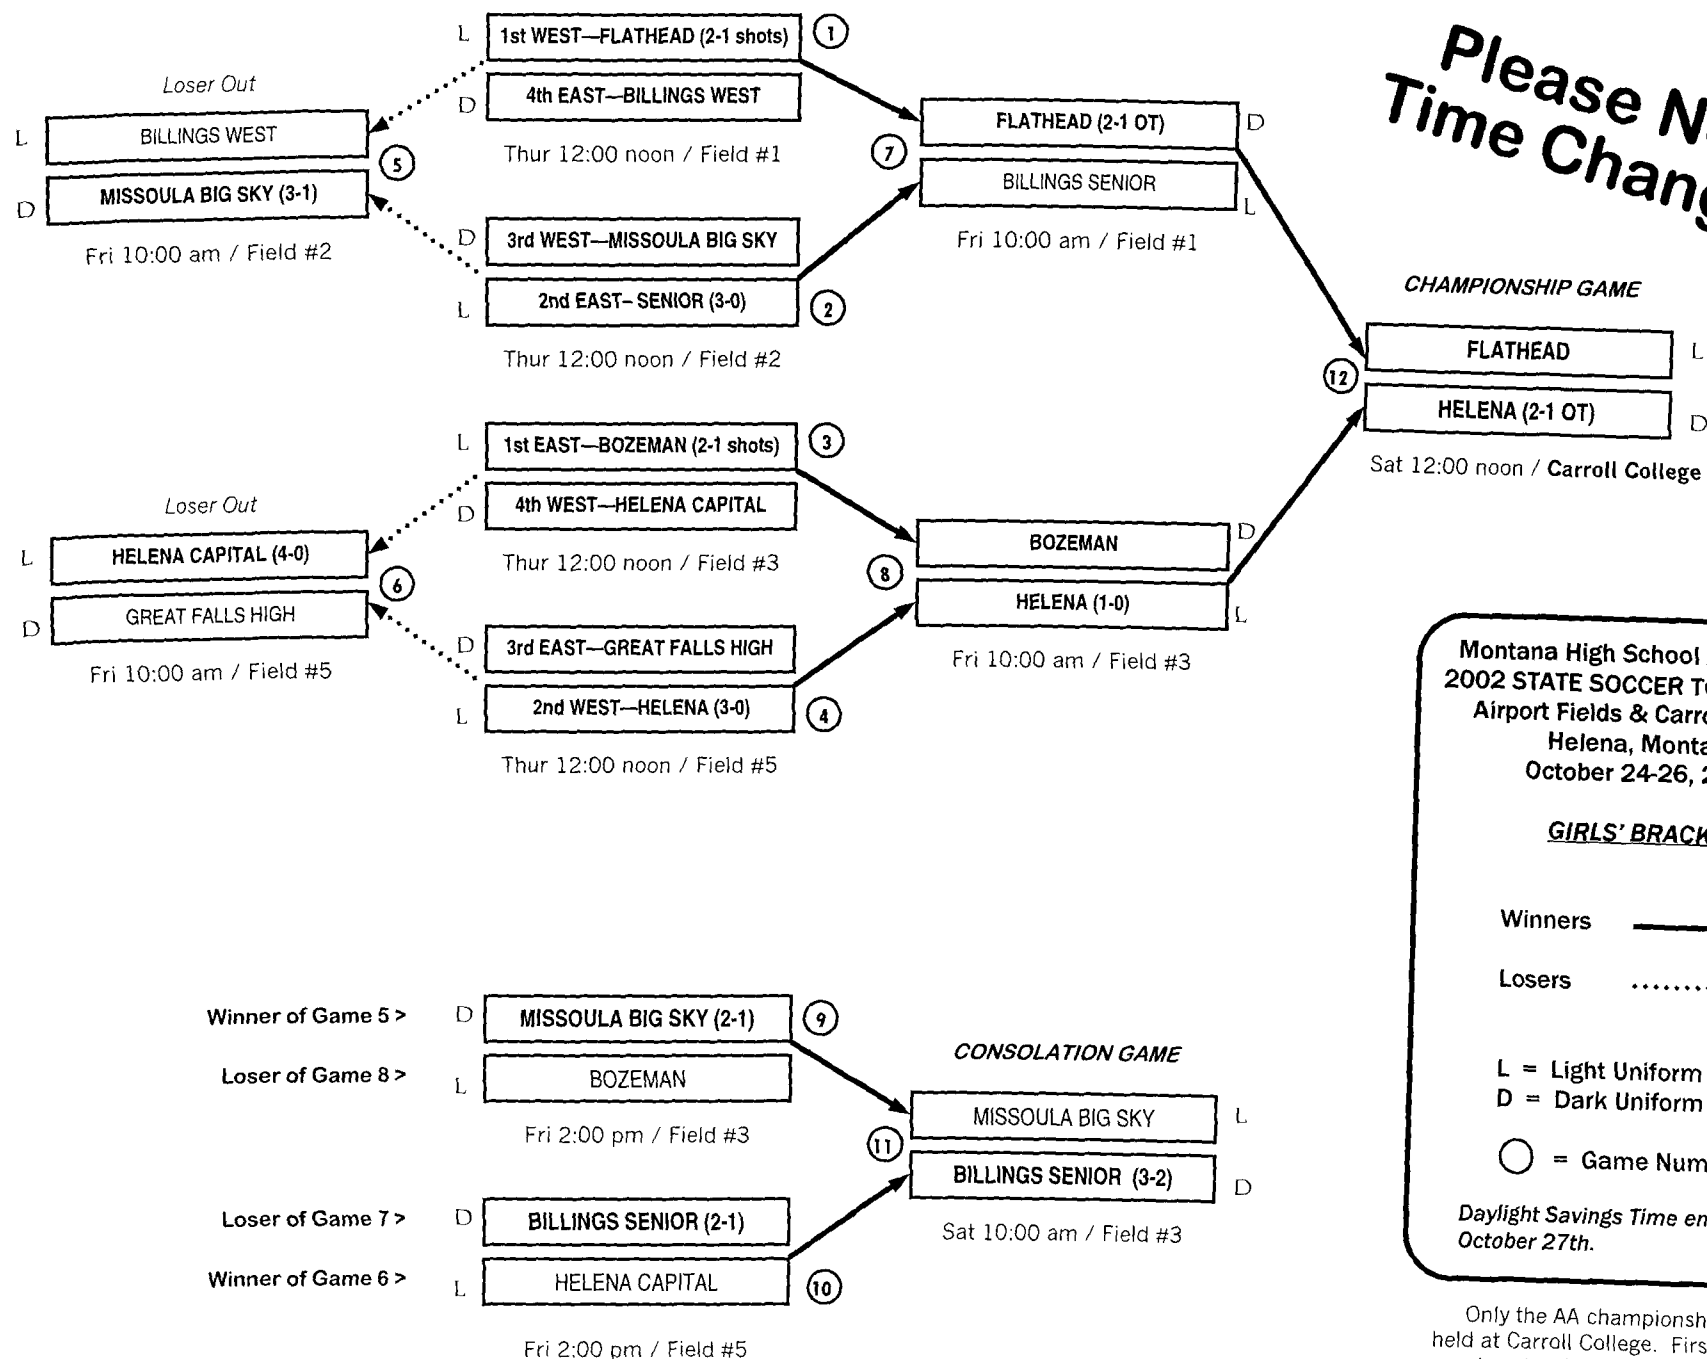 Please
Time
L 1st WEST—FLATHEAD (2-1 shots) 1
D 4th EAST—BILLINGS WEST
Thur 12:00 noon / Field #1
Loser Out
L BILLINGS WEST
5
D MISSOULA BIG SKY (3-1)
Fri 10:00 am / Field #2
D 3rd WEST—MISSOULA BIG SKY
L 2nd EAST– SENIOR (3-0) 2
Thur 12:00 noon / Field #2
FLATHEAD (2-1 OT) D
7
BILLINGS SENIOR L
Fri 10:00 am / Field #1
CHAMPIONSHIP GAME
FLATHEAD L
12
HELENA (2-1 OT) D
Sat 12:00 noon / Carroll College
L 1st EAST—BOZEMAN (2-1 shots) 3
D 4th WEST—HELENA CAPITAL
Thur 12:00 noon / Field #3
Loser Out
L HELENA CAPITAL (4-0)
6
D GREAT FALLS HIGH
Fri 10:00 am / Field #5
D 3rd EAST—GREAT FALLS HIGH
L 2nd WEST—HELENA (3-0) 4
Thur 12:00 noon / Field #5
BOZEMAN D
8
HELENA (1-0) L
Fri 10:00 am / Field #3
Winner of Game 5 > D MISSOULA BIG SKY (2-1) 9
Loser of Game 8 > L BOZEMAN
Fri 2:00 pm / Field #3
CONSOLATION GAME
MISSOULA BIG SKY L
11
BILLINGS SENIOR (3-2) D
Sat 10:00 am / Field #3
Loser of Game 7 > D BILLINGS SENIOR (2-1)
Winner of Game 6 > L HELENA CAPITAL 10
Fri 2:00 pm / Field #5
Montana High School
2002 STATE SOCCER
Airport Fields &
Helena,
October 24-26,
GIRLS'
Winners
Losers
L = Light Uniform
D = Dark Uniform
= Game
Daylight Savings Time
October 27th.
Only the AA
held at Carroll College.